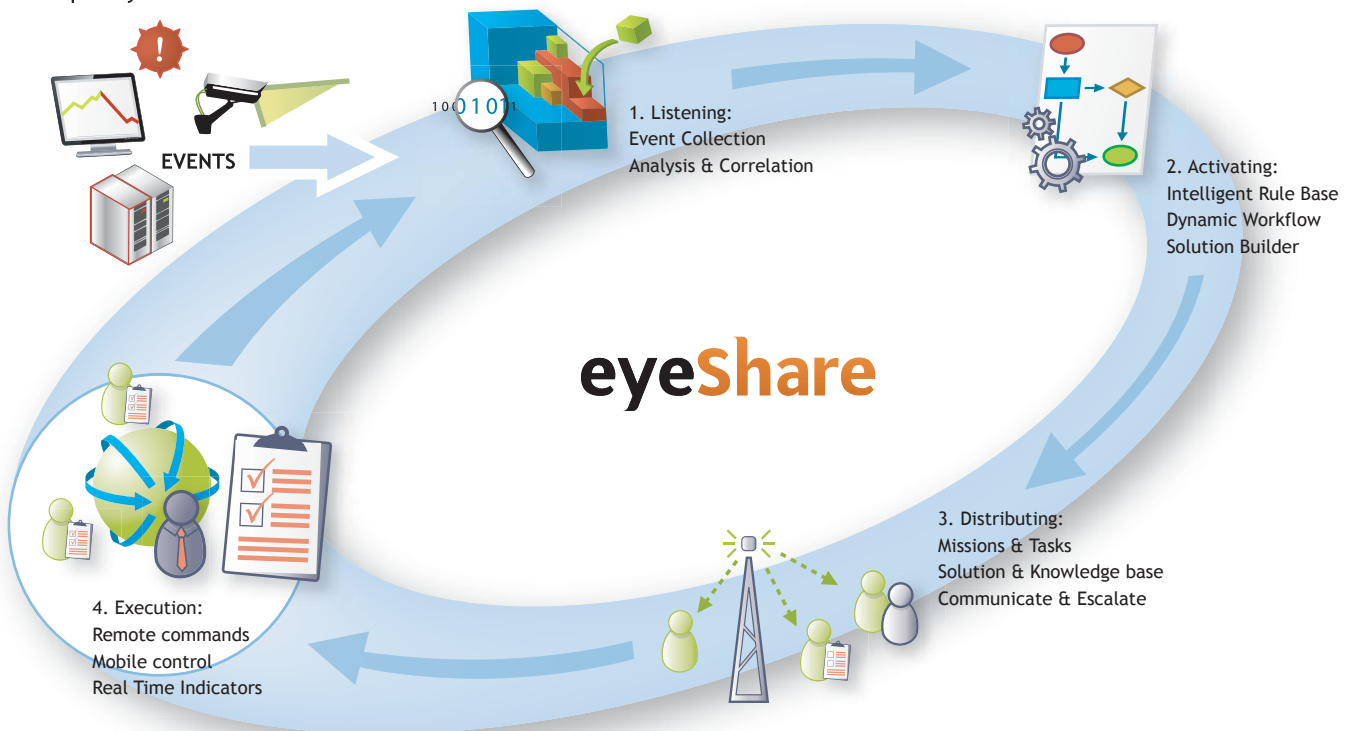 EVENTS
100101011
1. Listening:
Event Collection
Analysis & Correlation
2. Activating:
Intelligent Rule Base
Dynamic Workflow
Solution Builder
eyeShare
3. Distributing:
Missions & Tasks
Solution & Knowledge base
Communicate & Escalate
4. Execution:
Remote commands
Mobile control
Real Time Indicators